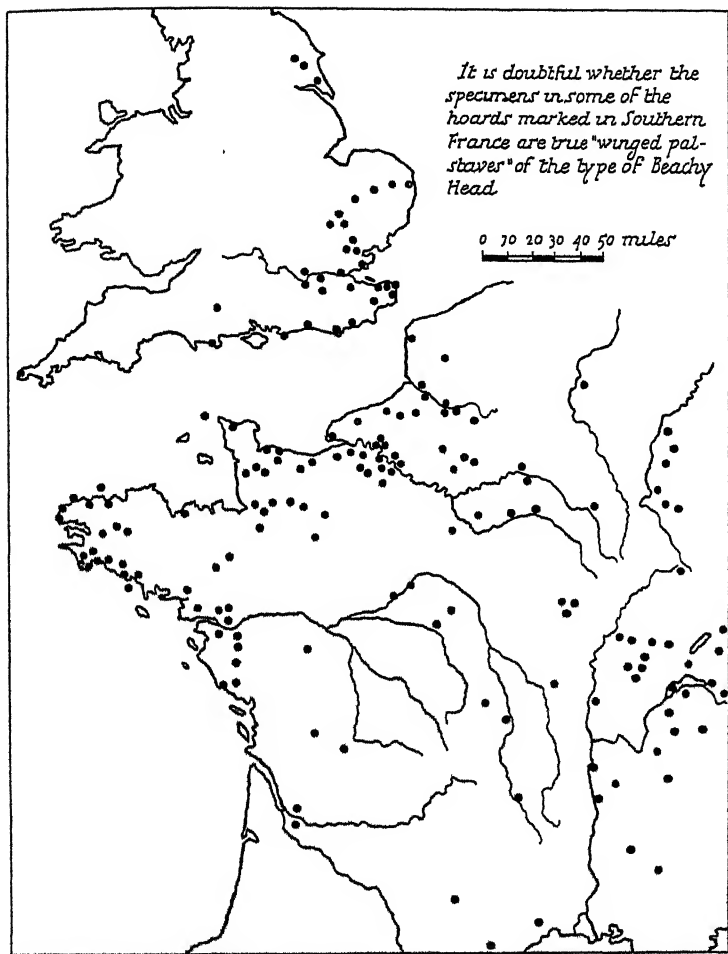 It is doubtful whether the
specimens in some of the
hoards marked in Southern
France are true "winged pal-
staves" of the type of Beachy
Head
0 10 20 30 40 50 miles